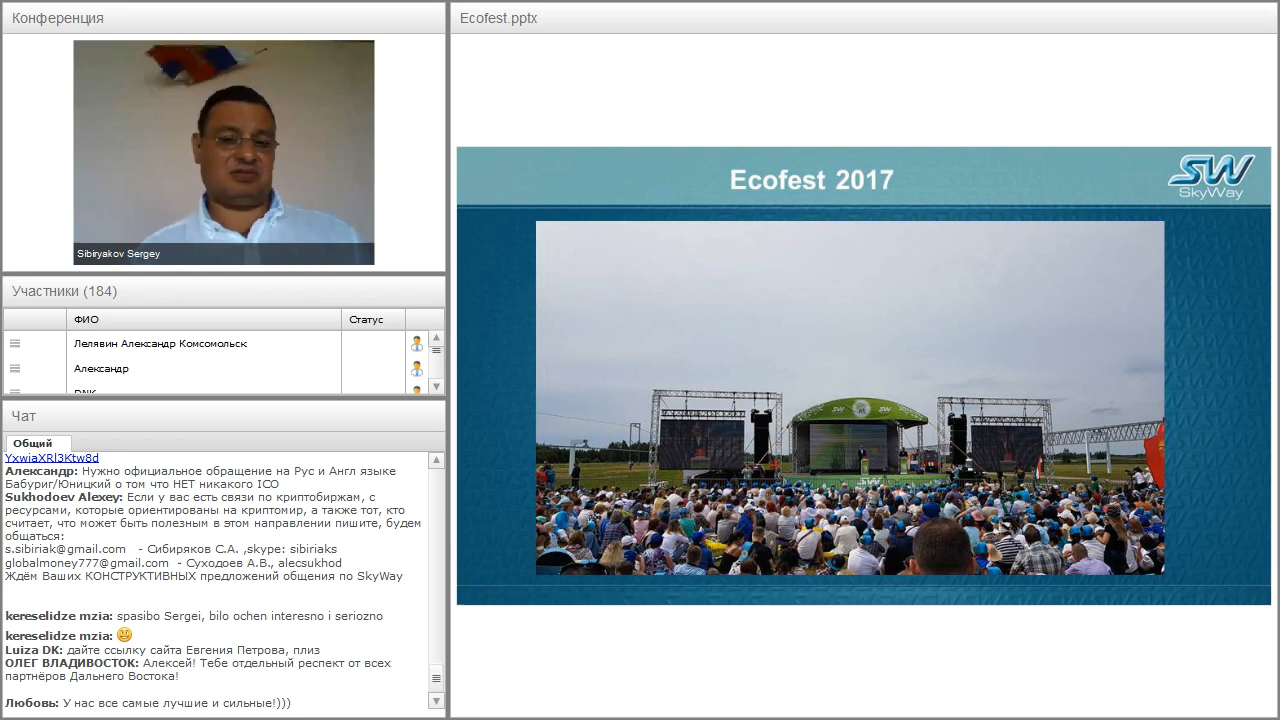 Конференция
Sibiryakov Sergey
Участники (184)
ФИО Статус
Лелявин Александр Комсомольск
Александр
DNK
Чат
Общий
YxwiaXRl3Ktw8d
Александр: Нужно официальное обращение на Рус и Англ языке
Бабурит/Юницкий о том что НЕТ никакого ICO
Sukhodoev Alexey: Если у вас есть связи по криптобиржам, с
ресурсами, которые ориентированы на криптомир, а также тот, кто
считает, что может быть полезным в этом направлении пишите, будем
общаться:
s.sibiriak@gmail.com - Сибиряков С.А. ,skype: sibiriaks
globalmoney777@gmail.com - Суходоев А.В., alecsukhod
Ждём Ваших КОНСТРУКТИВНЫХ предложений общения по SkyWay
kereselidze mzia: spasibo Sergei, bilo ochen interesno i seriozno
kereselidze mzia:
Luiza DK: дайте ссылку сайта Евгения Петрова, плиз
ОЛЕГ ВЛАДИВОСТОК: Алексей! Тебе отдельный респект от всех
партнёров Дальнего Востока!
Любовь: У нас все самые лучшие и сильные!)))
Ecofest.pptx
Ecofest 2017
SW
SkyWay
SW SW
SW